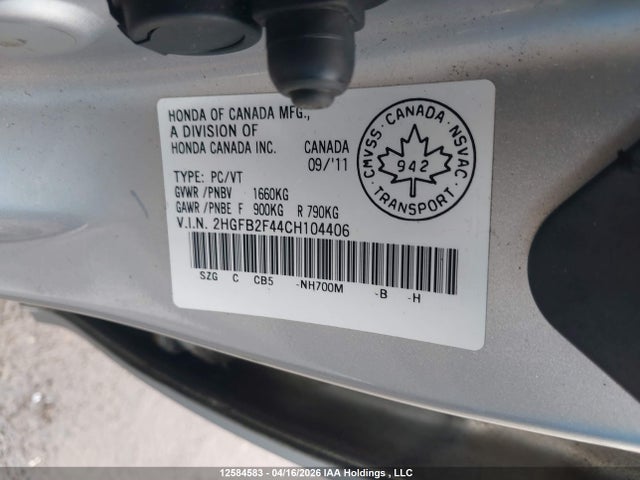 HONDA OF CANADA MFG.,
A DIVISION OF
HONDA CANADA INC. CANADA
09/'11
TYPE: PC/VT
GVWR /PNBV 1660KG
GAWR /PNBE F 900KG R 790KG
V.I.N. 2HGFB2F44CH104406
SZG C CB5 -NH700M -B -H
CMVSS · CANADA · NSVAC
942
TRANSPORT
12584583 - 04/16/2026 IAA Holdings , LLC